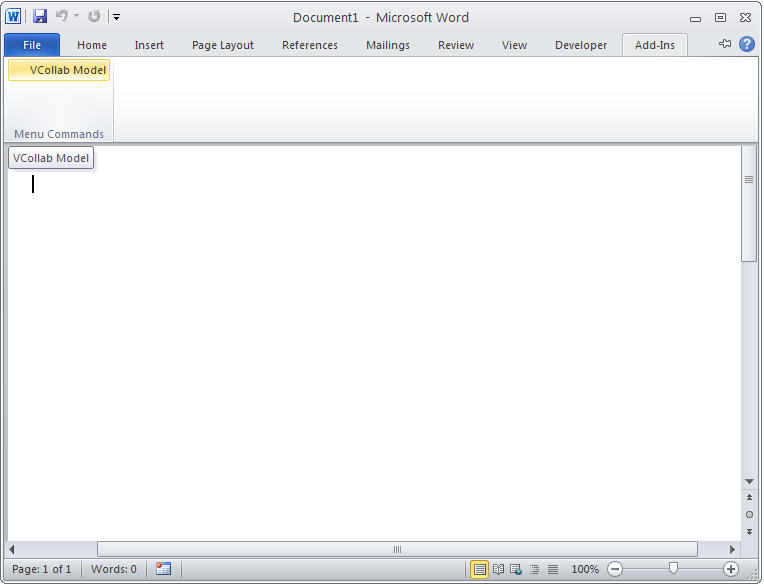 Document1 - Microsoft Word
File Home Insert Page Layout References Mailings Review View Developer Add-Ins
VCollab Model
Menu Commands
VCollab Model
Page: 1 of 1 Words: 0 100%